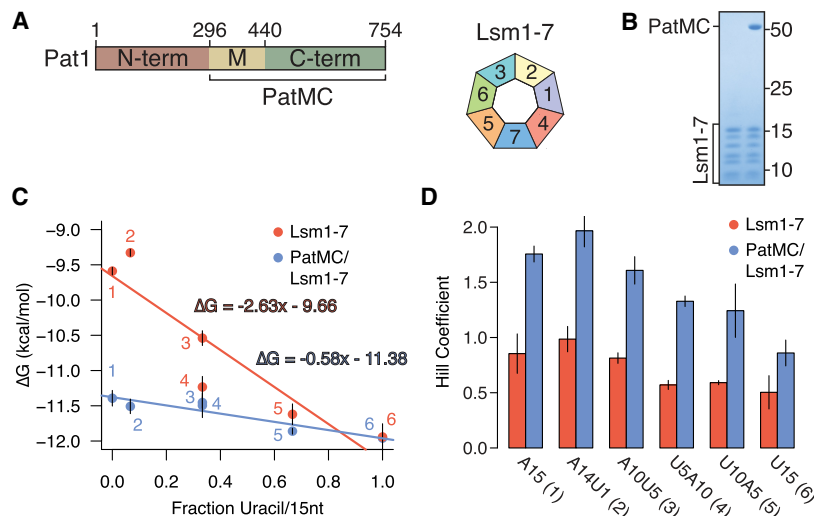 A
1 296 440 754
Pat1 N-term M C-term
PatMC
Lsm1-7
3 2
6 1
5 4
7
B
PatMC
50
25
15
10
Lsm1-7
C
Lsm1-7
PatMC/
Lsm1-7
ΔG = -2.63x - 9.66
ΔG = -0.58x - 11.38
1
2
3
4
5
6
1
2
3
4
5
6
−9.0
−9.5
−10.0
−10.5
−11.0
−11.5
−12.0
ΔG (kcal/mol)
0.0 0.2 0.4 0.6 0.8 1.0
Fraction Uracil/15nt
D
Lsm1-7
PatMC/
Lsm1-7
2.0
1.5
1.0
0.5
0.0
Hill Coefficient
A15 (1)
A14U1 (2)
A10U5 (3)
U5A10 (4)
U10A5 (5)
U15 (6)